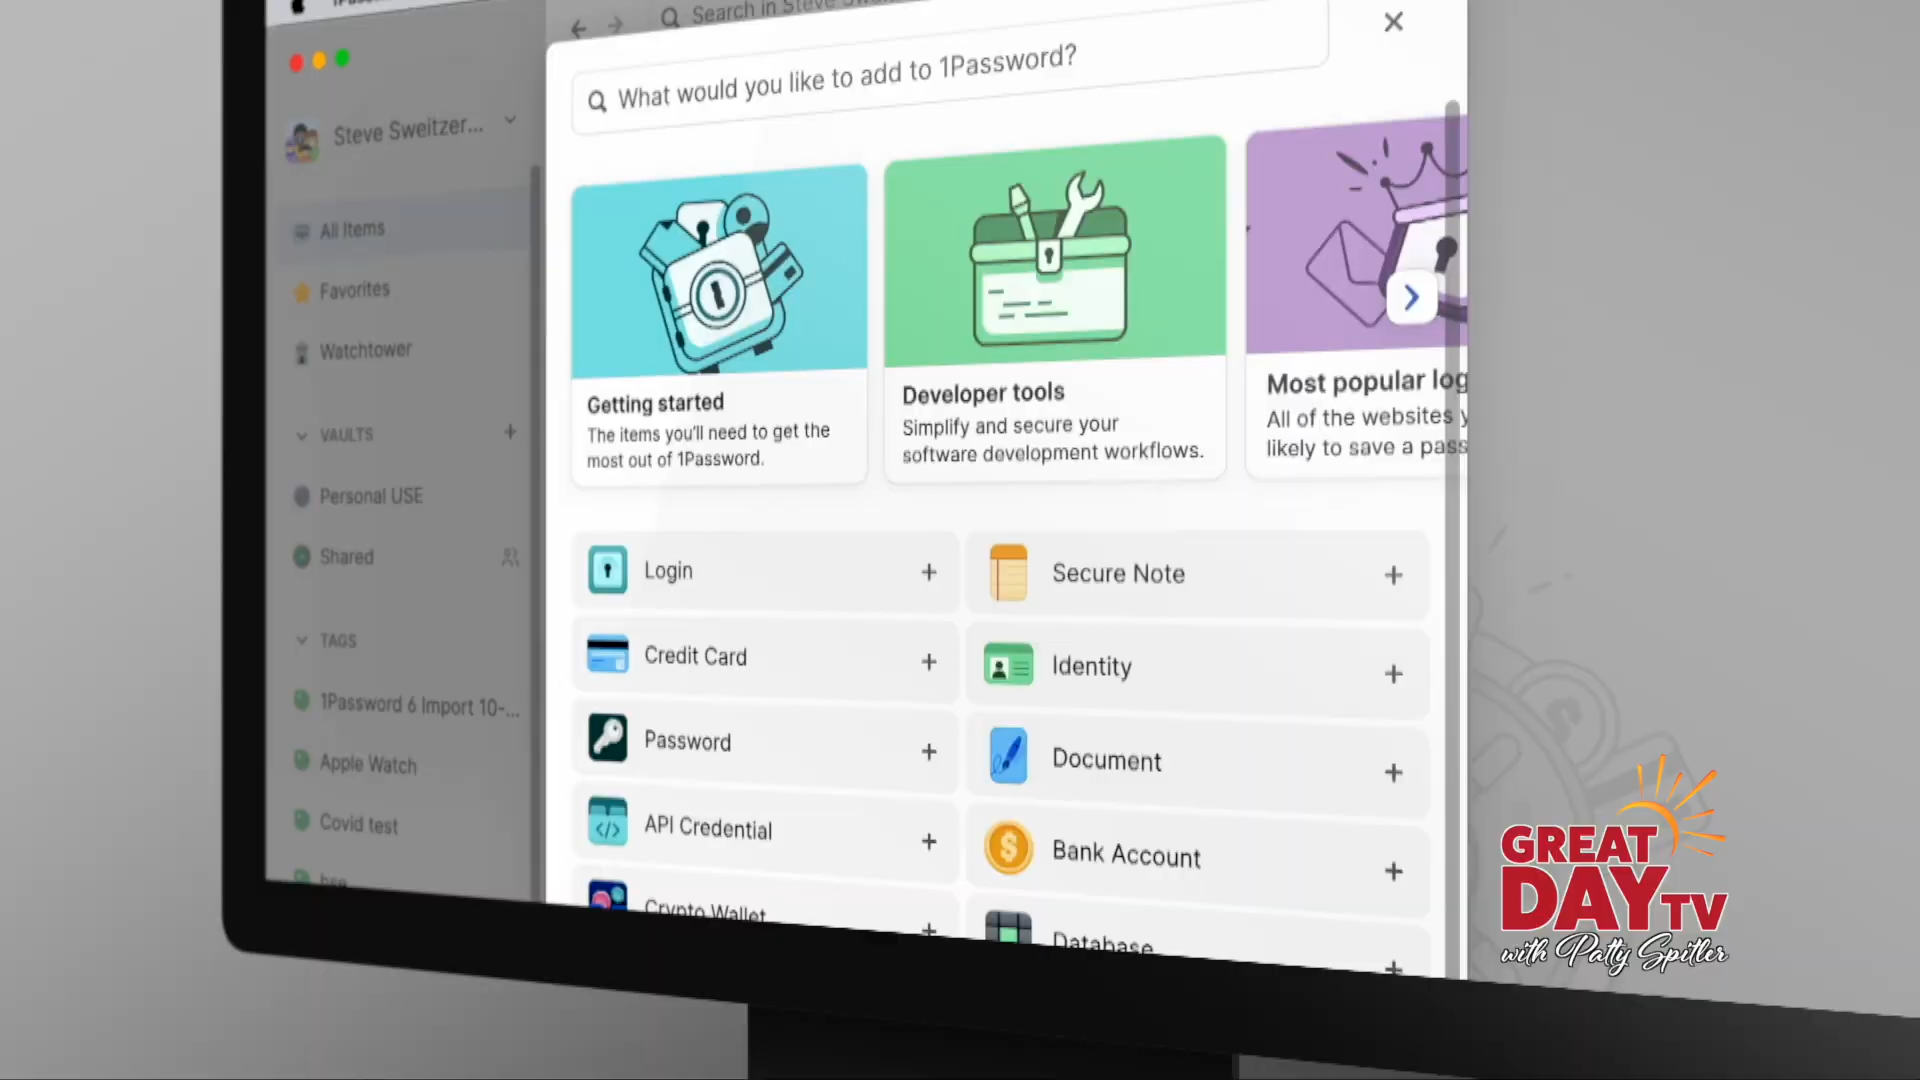 Search in Steve
Steve Sweitzer...
All Items
Favorites
Watchtower
VAULTS
Personal USE
Shared
TAGS
1Password 6 Import 10-...
Apple Watch
Covid test
What would you like to add to 1Password?
Getting started
The items you'll need to get the
most out of 1Password.
Developer tools
Simplify and secure your
software development workflows.
Most popular log
All of the websites y
likely to save a pass
Login
Secure Note
Credit Card
Identity
Password
Document
API Credential
Bank Account
Crypto Wallet
Database
GREAT
DAY TV
with Patty Spitler